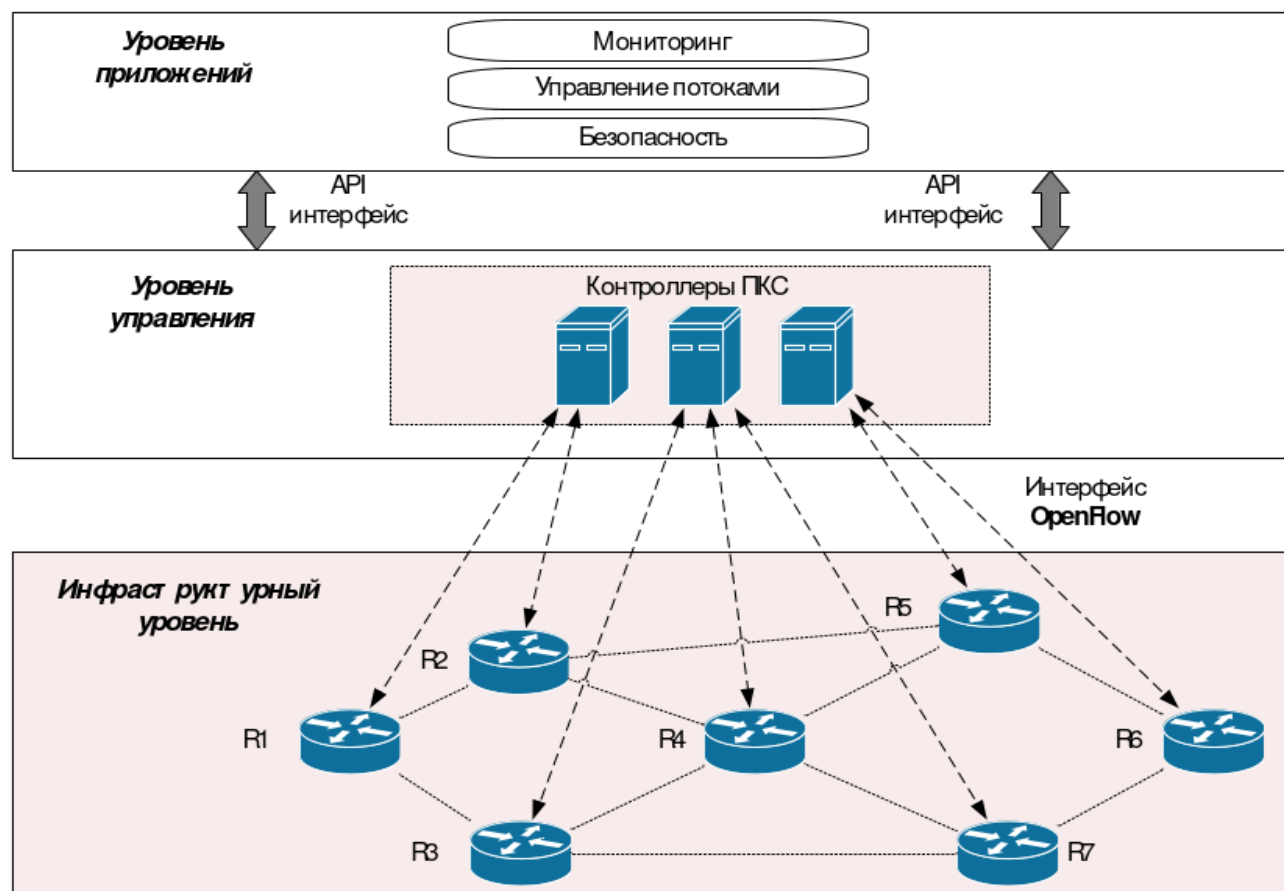 Уровень
приложений
Мониторинг
Управление потоками
Безопасность
API
интерфейс
API
интерфейс
Уровень
управления
Контроллеры ПКС
Интерфейс
OpenFlow
Инфраст рукт урный
уровень
R5
R2
R1
R4
R6
R3
R7